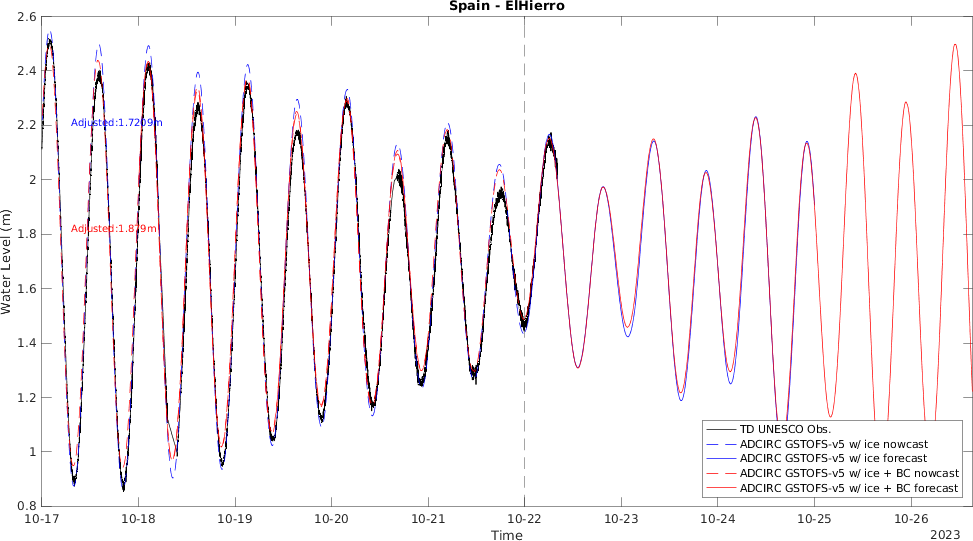 Spain - ElHierro
2.6
2.4
2.2
2
1.8
1.6
1.4
1.2
1
0.8
Water Level (m)
Adjusted:1.7209m
Adjusted:1.879m
TD UNESCO Obs.
ADCIRC GSTOFS-v5 w/ ice nowcast
ADCIRC GSTOFS-v5 w/ ice forecast
ADCIRC GSTOFS-v5 w/ ice + BC nowcast
ADCIRC GSTOFS-v5 w/ ice + BC forecast
10-17 10-18 10-19 10-20 10-21 10-22 10-23 10-24 10-25 10-26
Time
2023